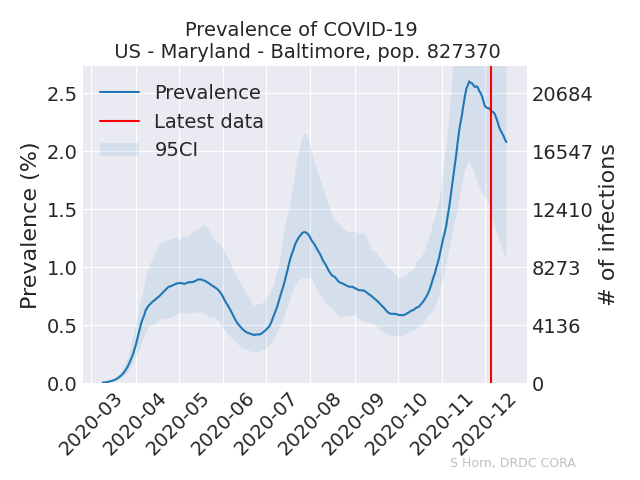 Prevalence of COVID-19
US - Maryland - Baltimore, pop. 827370
Prevalence
Latest data
95CI
Prevalence (%)
2.5
2.0
1.5
1.0
0.5
0.0
20684
16547
12410
8273
4136
0
# of infections
2020-03
2020-04
2020-05
2020-06
2020-07
2020-08
2020-09
2020-10
2020-11
2020-12
S Horn, DRDC CORA